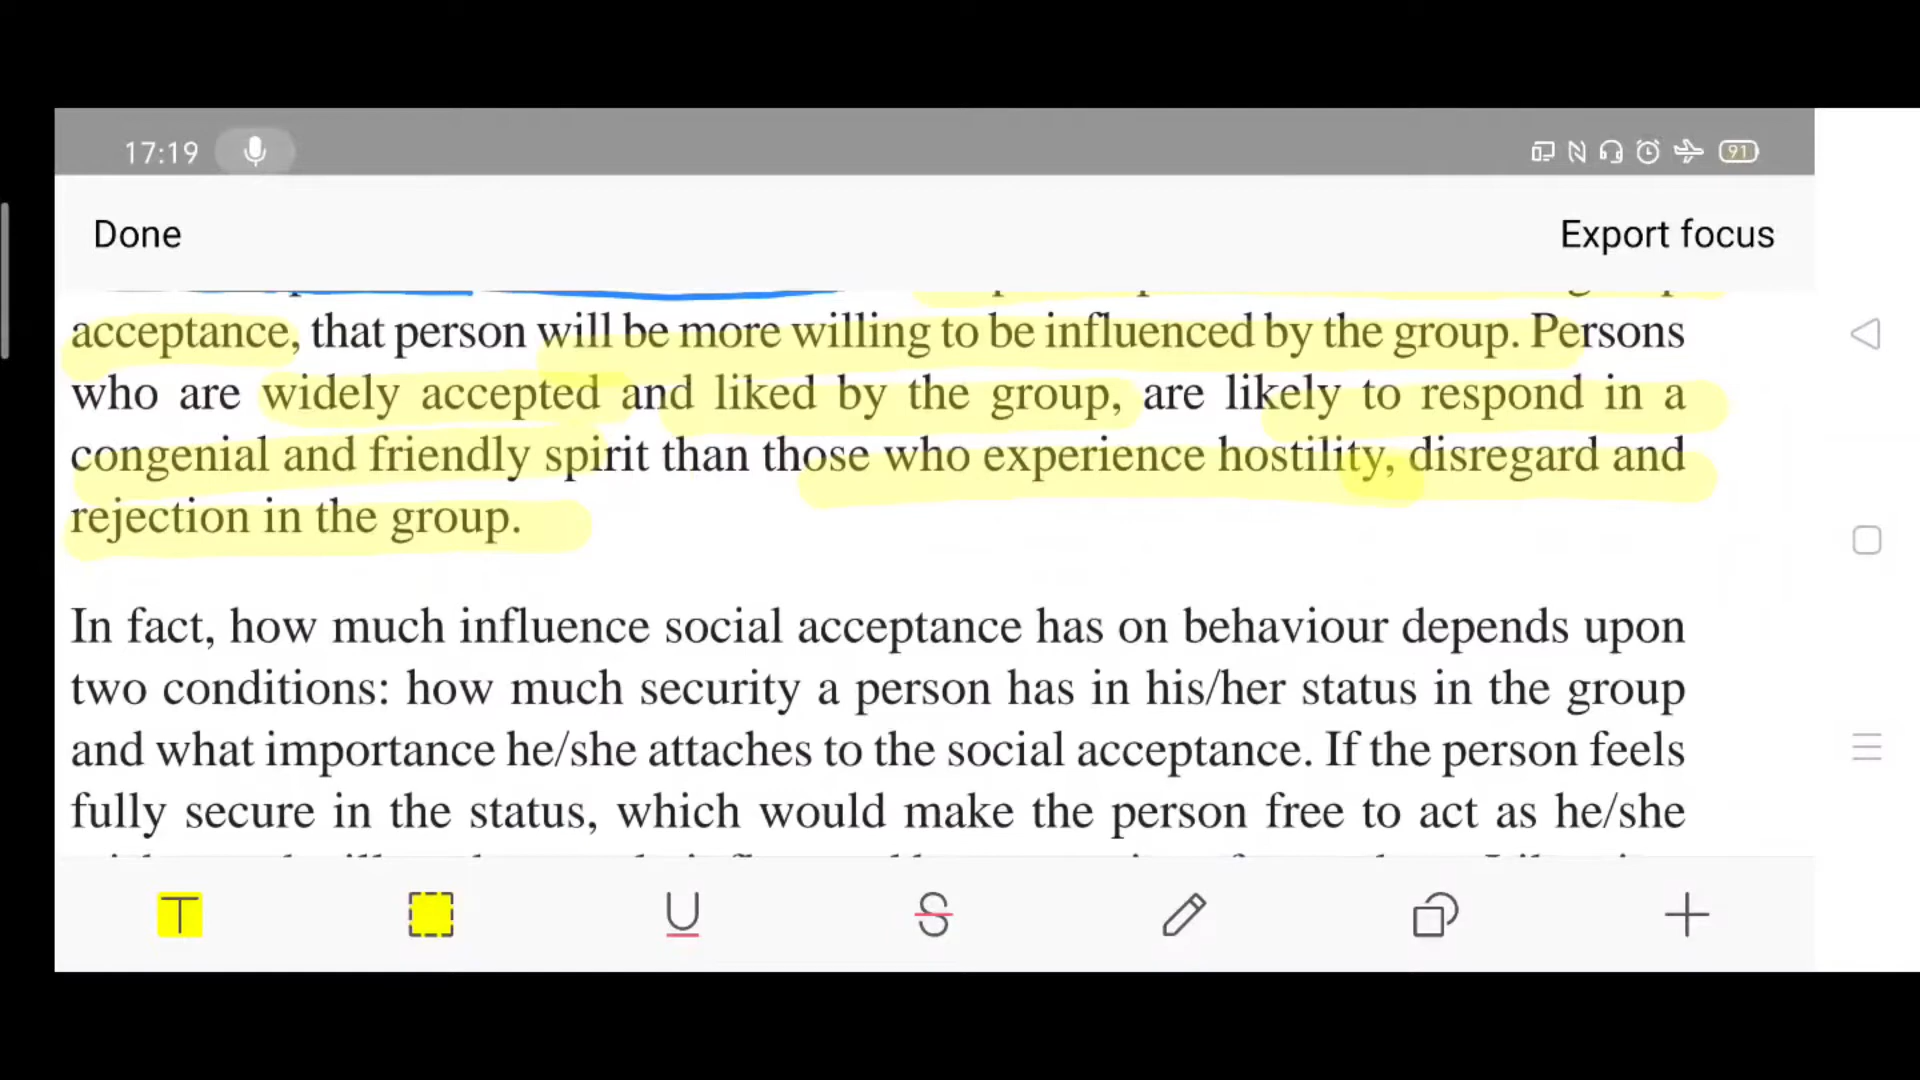 17:19
91
Done
Export focus
acceptance, that person will be more willing to be influenced by the group. Persons
who are widely accepted and liked by the group, are likely to respond in a
congenial and friendly spirit than those who experience hostility, disregard and
rejection in the group.
In fact, how much influence social acceptance has on behaviour depends upon
two conditions: how much security a person has in his/her status in the group
and what importance he/she attaches to the social acceptance. If the person feels
fully secure in the status, which would make the person free to act as he/she
T
U
S